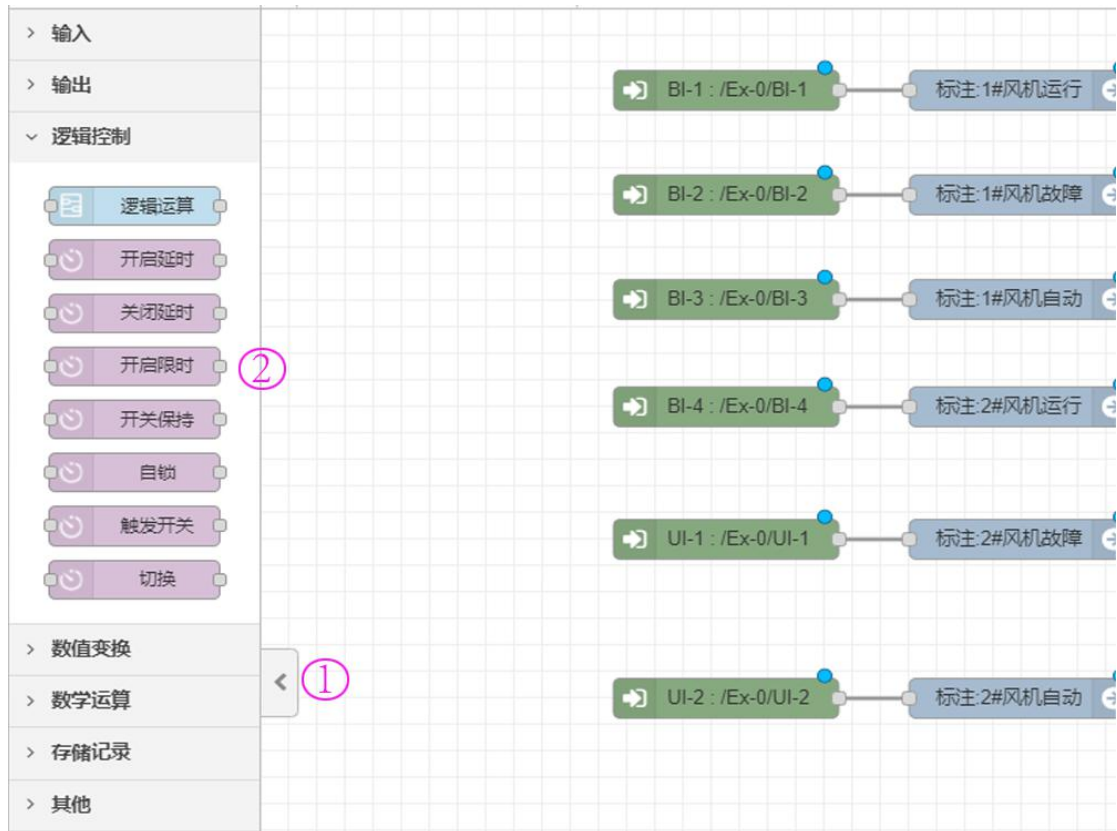 输入
输出
逻辑控制
逻辑运算
开启延时
关闭延时
开启限时
②
开关保持
自锁
触发开关
切换
数值变换
①
数学运算
存储记录
其他
BI-1 : /Ex-0/BI-1
标注:1#风机运行
BI-2 : /Ex-0/BI-2
标注:1#风机故障
BI-3 : /Ex-0/BI-3
标注:1#风机自动
BI-4 : /Ex-0/BI-4
标注:2#风机运行
UI-1 : /Ex-0/UI-1
标注:2#风机故障
UI-2 : /Ex-0/UI-2
标注:2#风机自动